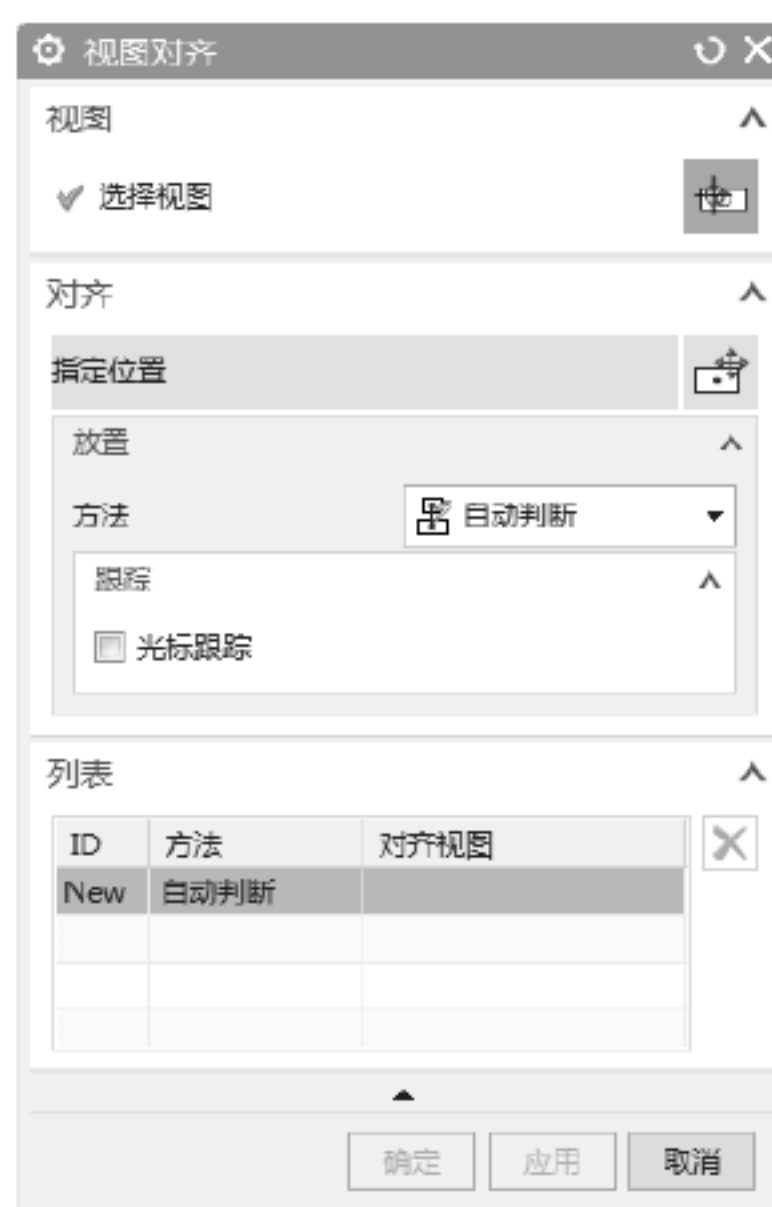 视图对齐
视图
选择视图
对齐
指定位置
放置
方法 自动判断
跟踪
光标跟踪
列表
ID 方法 对齐视图
New 自动判断
确定 应用 取消